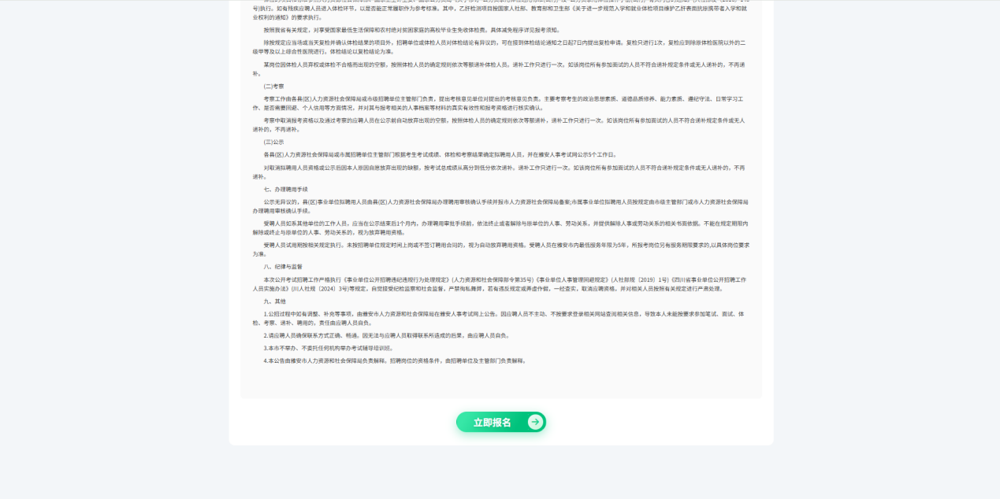 号)执行。如有残疾应聘人员进入体检环节，以是否能正常履职作为参考标准。其中，乙肝检测项目按国家人社部、教育部和卫生部《关于进一步规范入学和就业体检项目维护乙肝表面抗原携带者入学和就
业权利的通知》的要求执行。
按照我省有关规定，对享受国家最低生活保障和农村绝对贫困家庭的高校毕业生免收体检费。具体减免程序详见报考须知。
除按规定应当场或当天复检并确认体检结果的项目外，招聘单位或体检人员对体检结论有异议的，可在接到体检结论通知之日起7日内提出复检申请。复检只进行1次，复检应到除原体检医院以外的二
级甲等及以上综合性医院进行。体检结论以复检结论为准。
某岗位因体检人员弃权或体检不合格而出现的空额，按照体检人员的确定规则依次等额递补体检人员。递补工作只进行一次。如该岗位所有参加面试的人员不符合递补规定条件或无人递补的，不再递
补。
(二)考察
考察工作由各县(区)人力资源社会保障局或市级招聘单位主管部门负责，提出考核意见单位对提出的考核意见负责。主要考察考生的政治思想素质、道德品质修养、能力素质、遵纪守法、日常学习工
作、是否需要回避、个人信用等方面情况，并对其与报考相关的人事档案等材料的真实有效性和报考资格进行核实确认。
考察中取消报考资格以及通过考察的应聘人员在公示前自动放弃出现的空额，按照体检人员的确定规则依次等额递补，递补工作只进行一次。如该岗位所有参加面试的人员不符合递补规定条件或无人
递补的，不再递补。
(三)公示
各县(区)人力资源社会保障局或市属招聘单位主管部门根据考生考试成绩、体检和考察结果确定拟聘用人员，并在雅安人事考试网公示5个工作日。
对取消拟聘用人员资格或公示后因本人原因自愿放弃出现的缺额，按考试总成绩从高分到低分依次递补。递补工作只进行一次。如该岗位所有参加面试的人员不符合递补规定条件或无人递补的，不再
递补。
七、办理聘用手续
公示无异议的，县(区)事业单位拟聘用人员由县(区)人力资源社会保障局办理聘用审核确认手续并报市人力资源社会保障局备案;市属事业单位拟聘用人员按规定由市级主管部门或市人力资源社会保障局
办理聘用审核确认手续。
受聘人员如系其他单位的工作人员，应当在公示结束后1个月内，办理聘用审批手续前，依法终止或者解除与原单位的人事、劳动关系，并提供解除人事或劳动关系的相关书面依据。不能在规定期限内
解除或终止与原单位的人事、劳动关系的，视为放弃聘用资格。
受聘人员试用期按相关规定执行。未按招聘单位规定时间上岗或不签订聘用合同的，视为自动放弃聘用资格。受聘人员在雅安市内最低服务年限为5年，所报考岗位另有服务期限要求的,以具体岗位要求
为准。
八、纪律与监督
本次公开考试招聘工作严格执行《事业单位公开招聘违纪违规行为处理规定》(人力资源和社会保障部令第35号)《事业单位人事管理回避规定》(人社部规〔2019〕1号)《四川省事业单位公开招聘工作
人员实施办法》(川人社规〔2024〕3号)等规定，自觉接受纪检监察和社会监督，严禁徇私舞弊，若有违反规定或弄虚作假，一经查实，取消应聘资格，并对相关人员按照有关规定进行严肃处理。
九、其他
1.公招过程中如有调整、补充等事项，由雅安市人力资源和社会保障局在雅安人事考试网上公告。因应聘人员不主动、不按要求登录相关网站查阅相关信息，导致本人未能按要求参加笔试、面试、体
检、考察、递补、聘用的，责任由应聘人员自负。
2.请应聘人员确保联系方式正确、畅通。因无法与应聘人员取得联系所造成的后果，由应聘人员自负。
3.本市不举办、不委托任何机构举办考试辅导培训班。
4.本公告由雅安市人力资源和社会保障局负责解释。招聘岗位的资格条件，由招聘单位及主管部门负责解释。
立即报名